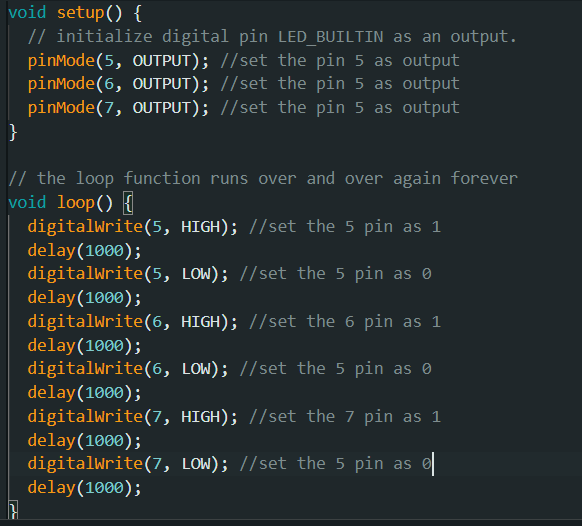 void setup() {
  // initialize digital pin LED_BUILTIN as an output.
  pinMode(5, OUTPUT); //set the pin 5 as output
  pinMode(6, OUTPUT); //set the pin 5 as output
  pinMode(7, OUTPUT); //set the pin 5 as output
}
// the loop function runs over and over again forever
void loop() {
  digitalWrite(5, HIGH); //set the 5 pin as 1
  delay(1000);
  digitalWrite(5, LOW); //set the 5 pin as 0
  delay(1000);
  digitalWrite(6, HIGH); //set the 6 pin as 1
  delay(1000);
  digitalWrite(6, LOW); //set the 5 pin as 0
  delay(1000);
  digitalWrite(7, HIGH); //set the 7 pin as 1
  delay(1000);
  digitalWrite(7, LOW); //set the 5 pin as 0
  delay(1000);
}